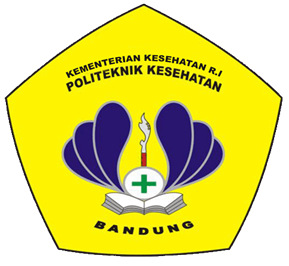 KEMENTERIAN KESEHATAN R.I
POLITEKNIK KESEHATAN
BANDUNG